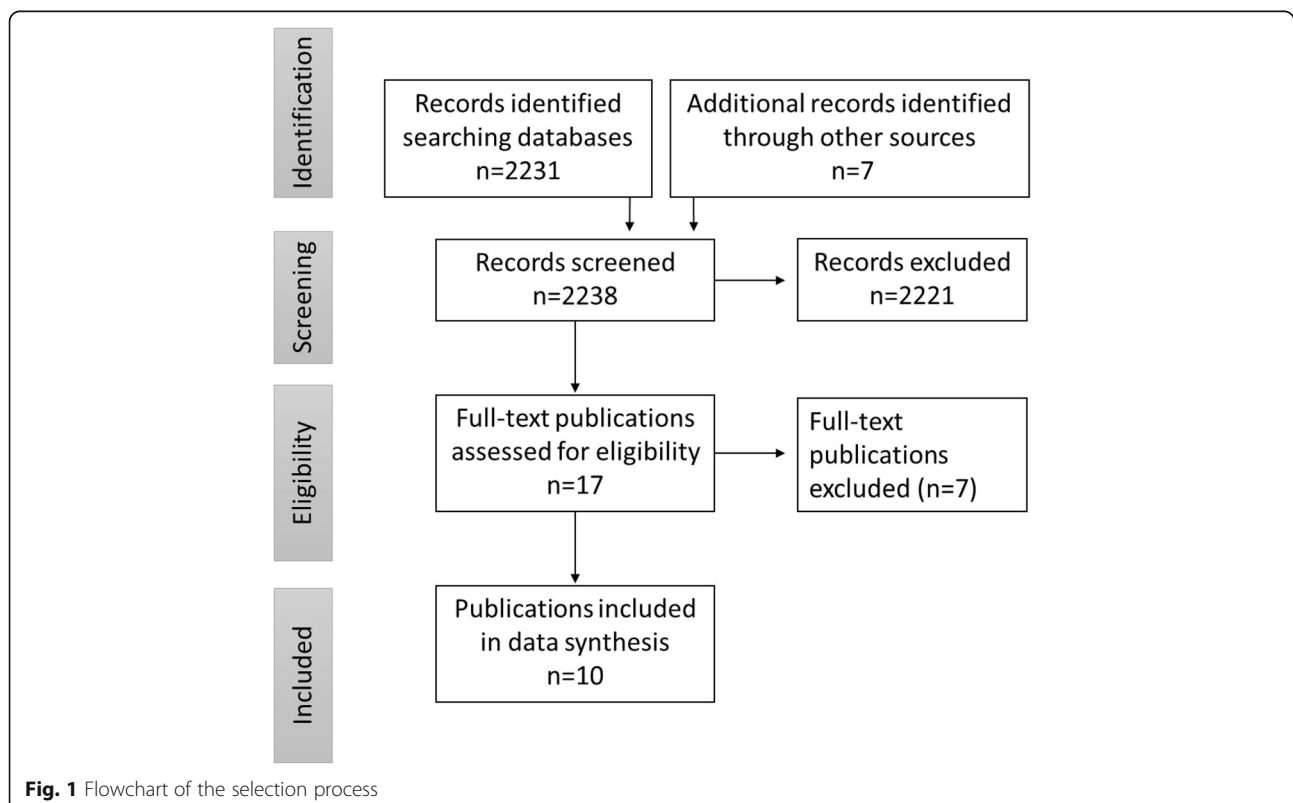 Identification
Records identified
searching databases
n=2231
Additional records identified
through other sources
n=7
Screening
Records screened
n=2238
Records excluded
n=2221
Eligibility
Full-text publications
assessed for eligibility
n=17
Full-text
publications
excluded (n=7)
Included
Publications included
in data synthesis
n=10
Fig. 1 Flowchart of the selection process